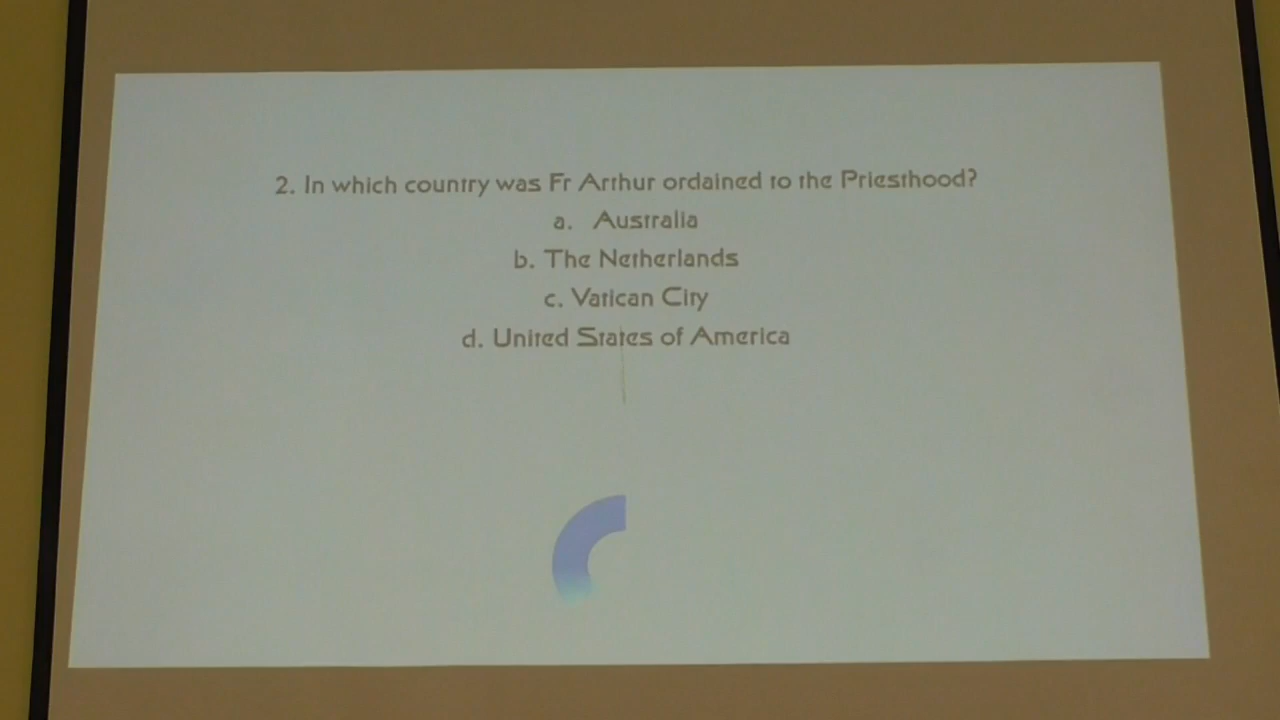 2. In which country was Fr Arthur ordained to the Priesthood?
a. Australia
b. The Netherlands
c. Vatican City
d. United States of America